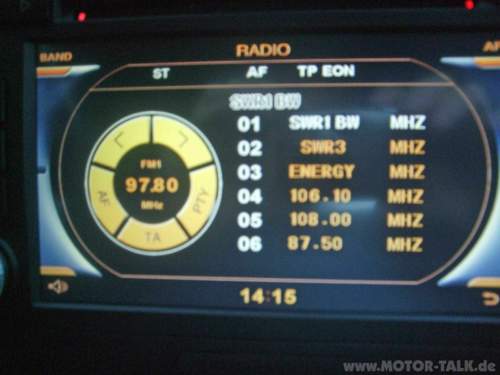 BAND
RADIO
AF
ST AF TP EON
SWR1 BW
01 SWR1 BW MHZ
02 SWR3 MHZ
03 ENERGY MHZ
04 106.10 MHZ
05 108.00 MHZ
06 87.50 MHZ
FM1
97.80
MHz
AF
PTY
TA
14:15
www.MOTOR-TALK.de